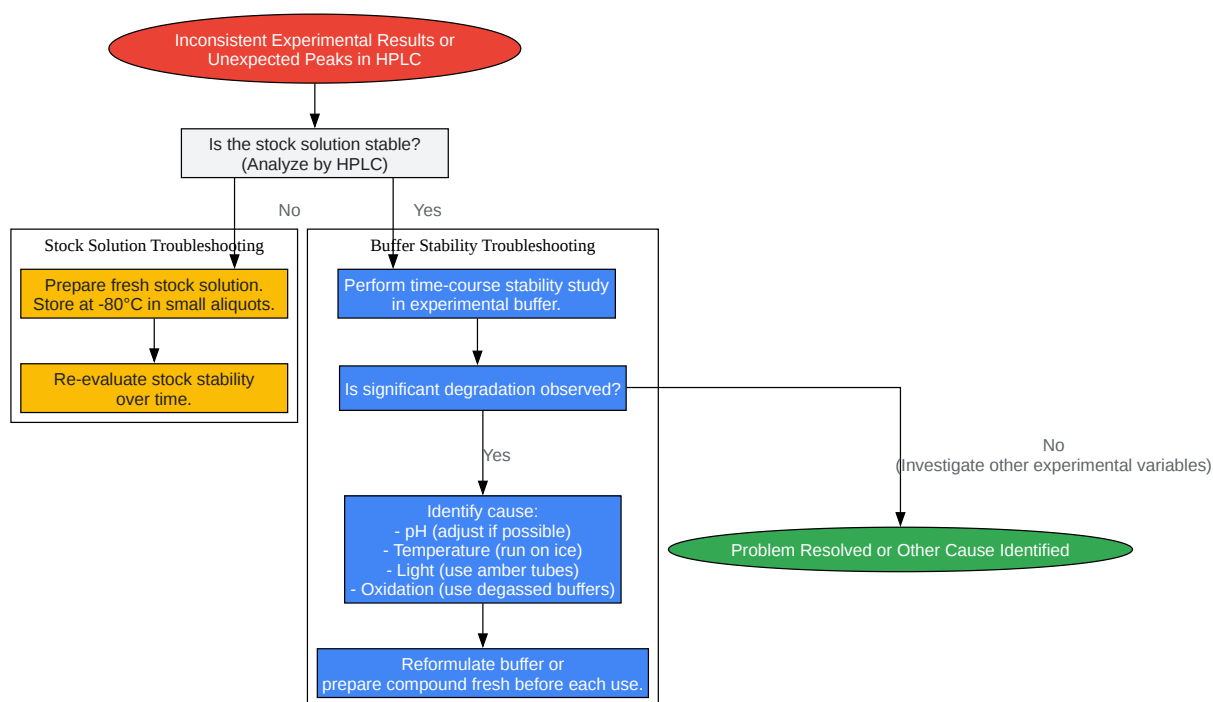 Inconsistent Experimental Results or
Unexpected Peaks in HPLC
Is the stock solution stable?
(Analyze by HPLC)
No
Yes
Stock Solution Troubleshooting
Prepare fresh stock solution.
Store at -80°C in small aliquots.
Re-evaluate stock stability
over time.
Buffer Stability Troubleshooting
Perform time-course stability study
in experimental buffer.
Is significant degradation observed?
Yes
No
(Investigate other experimental variables)
Identify cause:
- pH (adjust if possible)
- Temperature (run on ice)
- Light (use amber tubes)
- Oxidation (use degassed buffers)
Problem Resolved or Other Cause Identified
Reformulate buffer or
prepare compound fresh before each use.